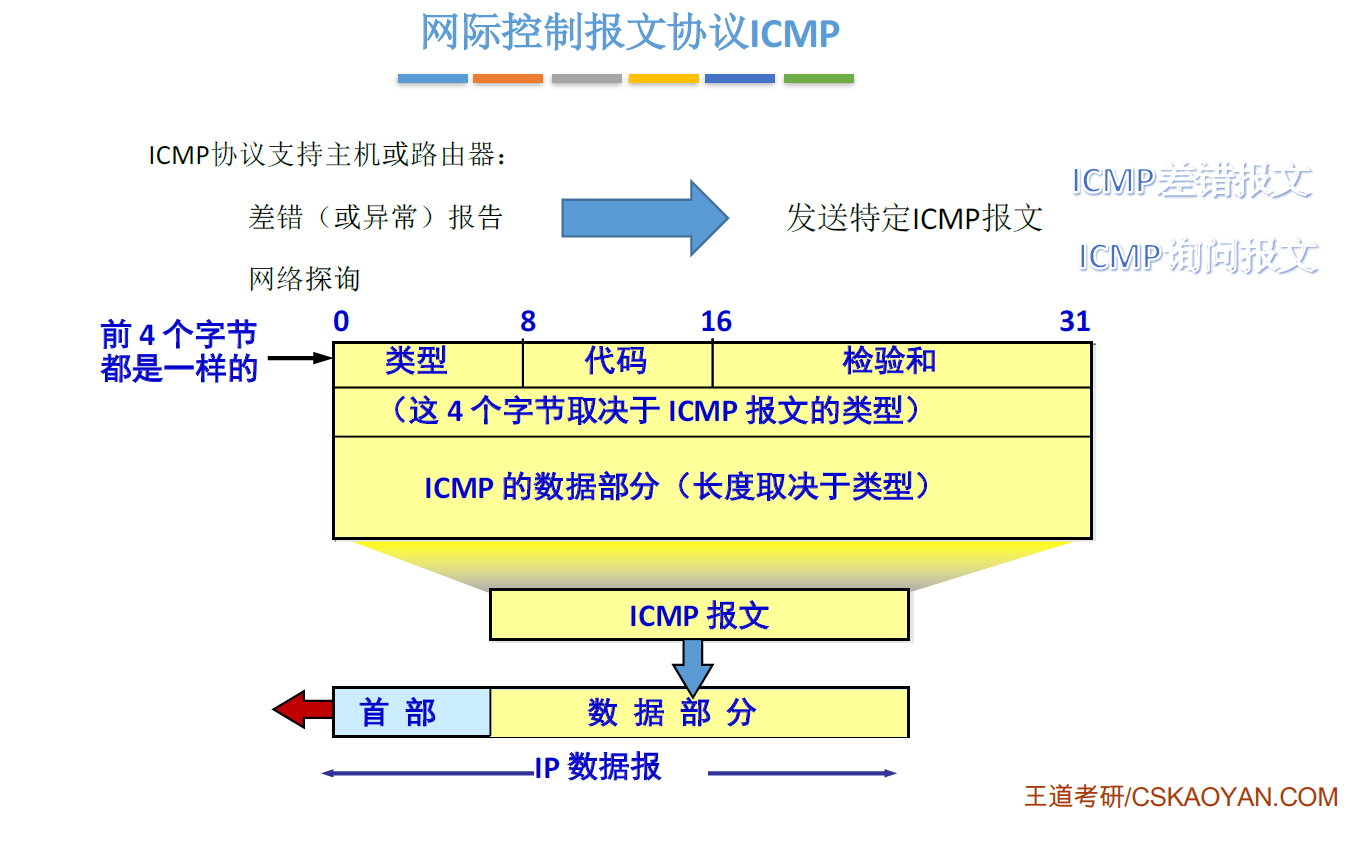 网际控制报文协议ICMP
ICMP协议支持主机或路由器：
差错（或异常）报告
网络探询
发送特定ICMP报文
ICMP差错报文
ICMP询问报文
0 8 16 31
前 4 个字节
都是一样的
类型 代码 检验和
（这 4 个字节取决于 ICMP 报文的类型）
ICMP 的数据部分（长度取决于类型）
ICMP 报文
首 部 数 据 部 分
IP 数据报
王道考研/CSKAOYAN.COM